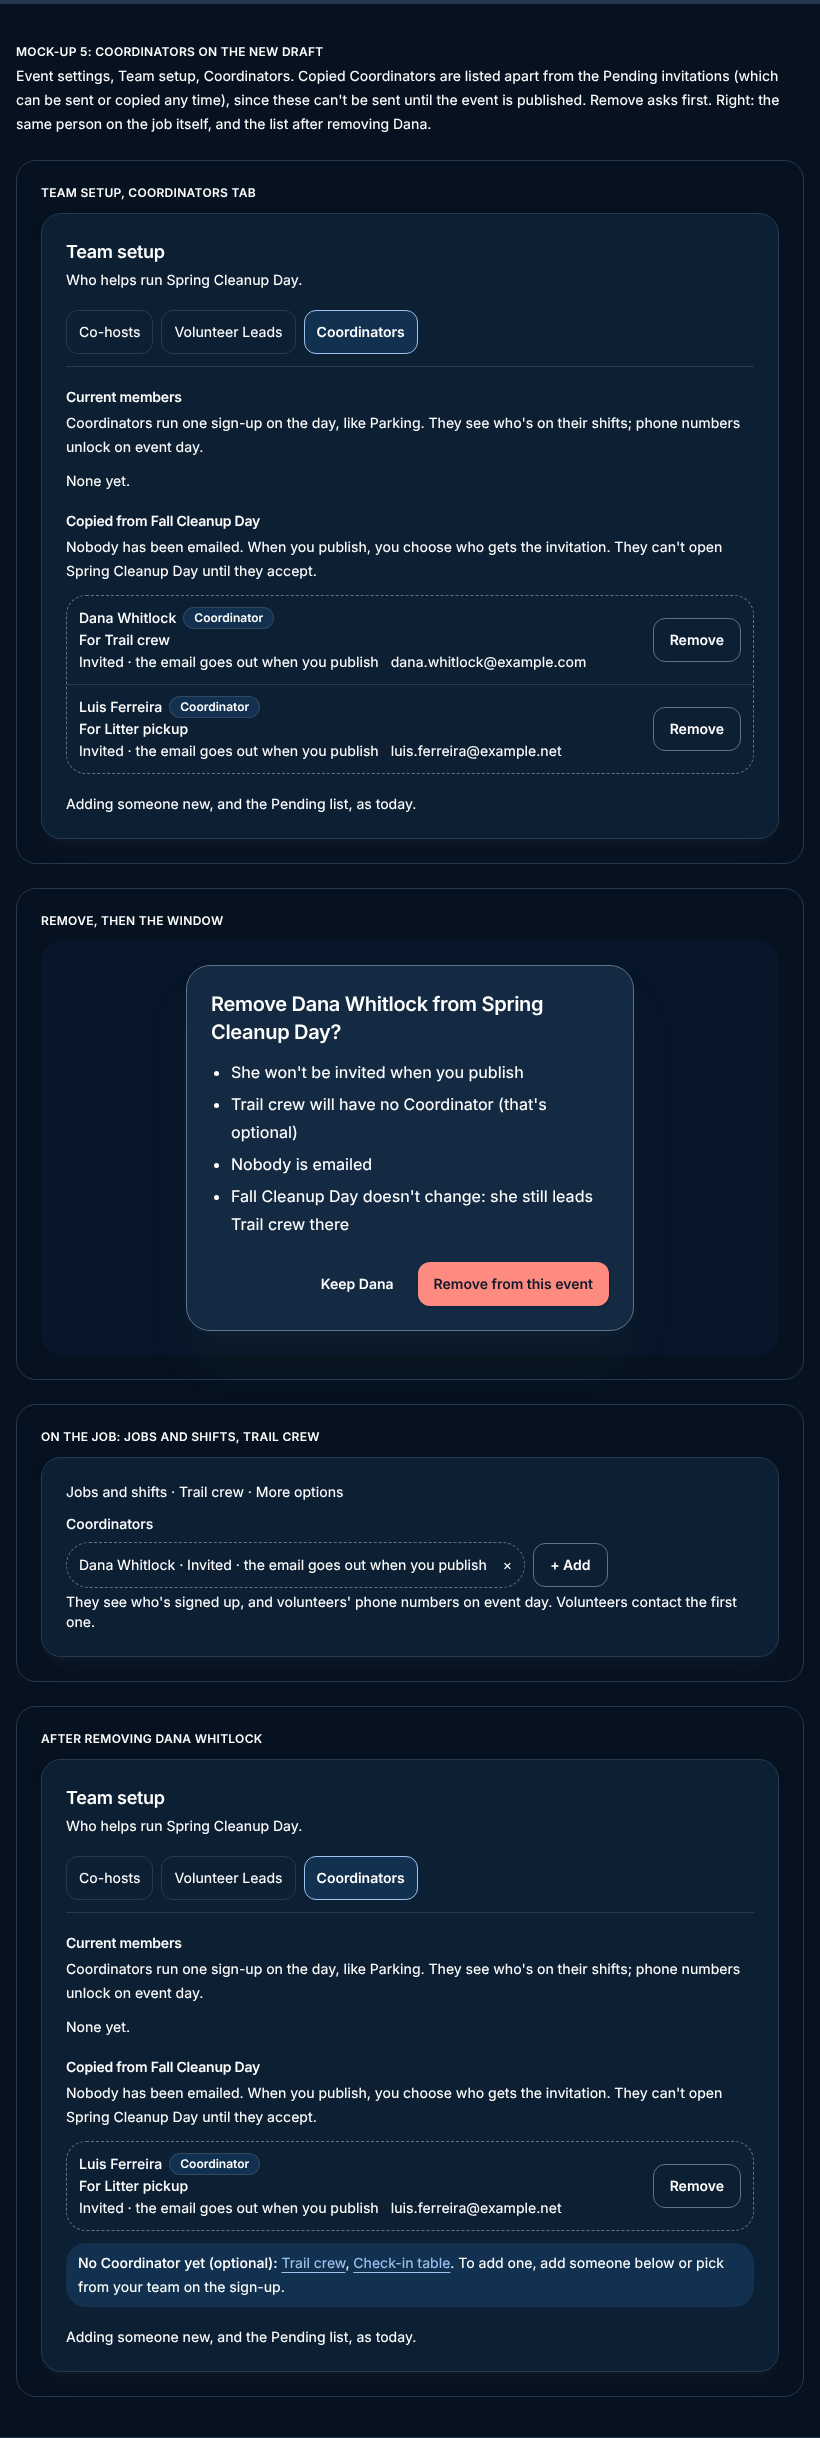 MOCK-UP 5: COORDINATORS ON THE NEW DRAFT
Event settings, Team setup, Coordinators. Copied Coordinators are listed apart from the Pending invitations (which
can be sent or copied any time), since these can't be sent until the event is published. Remove asks first. Right: the
same person on the job itself, and the list after removing Dana.
TEAM SETUP, COORDINATORS TAB
Team setup
Who helps run Spring Cleanup Day.
Co-hosts Volunteer Leads Coordinators
Current members
Coordinators run one sign-up on the day, like Parking. They see who's on their shifts; phone numbers
unlock on event day.
None yet.
Copied from Fall Cleanup Day
Nobody has been emailed. When you publish, you choose who gets the invitation. They can't open
Spring Cleanup Day until they accept.
Dana Whitlock Coordinator
For Trail crew
Invited · the email goes out when you publish dana.whitlock@example.com
Remove
Luis Ferreira Coordinator
For Litter pickup
Invited · the email goes out when you publish luis.ferreira@example.net
Remove
Adding someone new, and the Pending list, as today.
REMOVE, THEN THE WINDOW
Remove Dana Whitlock from Spring
Cleanup Day?
• She won't be invited when you publish
• Trail crew will have no Coordinator (that's
optional)
• Nobody is emailed
• Fall Cleanup Day doesn't change: she still leads
Trail crew there
Keep Dana Remove from this event
ON THE JOB: JOBS AND SHIFTS, TRAIL CREW
Jobs and shifts · Trail crew · More options
Coordinators
Dana Whitlock · Invited · the email goes out when you publish × + Add
They see who's signed up, and volunteers' phone numbers on event day. Volunteers contact the first
one.
AFTER REMOVING DANA WHITLOCK
Team setup
Who helps run Spring Cleanup Day.
Co-hosts Volunteer Leads Coordinators
Current members
Coordinators run one sign-up on the day, like Parking. They see who's on their shifts; phone numbers
unlock on event day.
None yet.
Copied from Fall Cleanup Day
Nobody has been emailed. When you publish, you choose who gets the invitation. They can't open
Spring Cleanup Day until they accept.
Luis Ferreira Coordinator
For Litter pickup
Invited · the email goes out when you publish luis.ferreira@example.net
Remove
No Coordinator yet (optional): Trail crew, Check-in table. To add one, add someone below or pick
from your team on the sign-up.
Adding someone new, and the Pending list, as today.